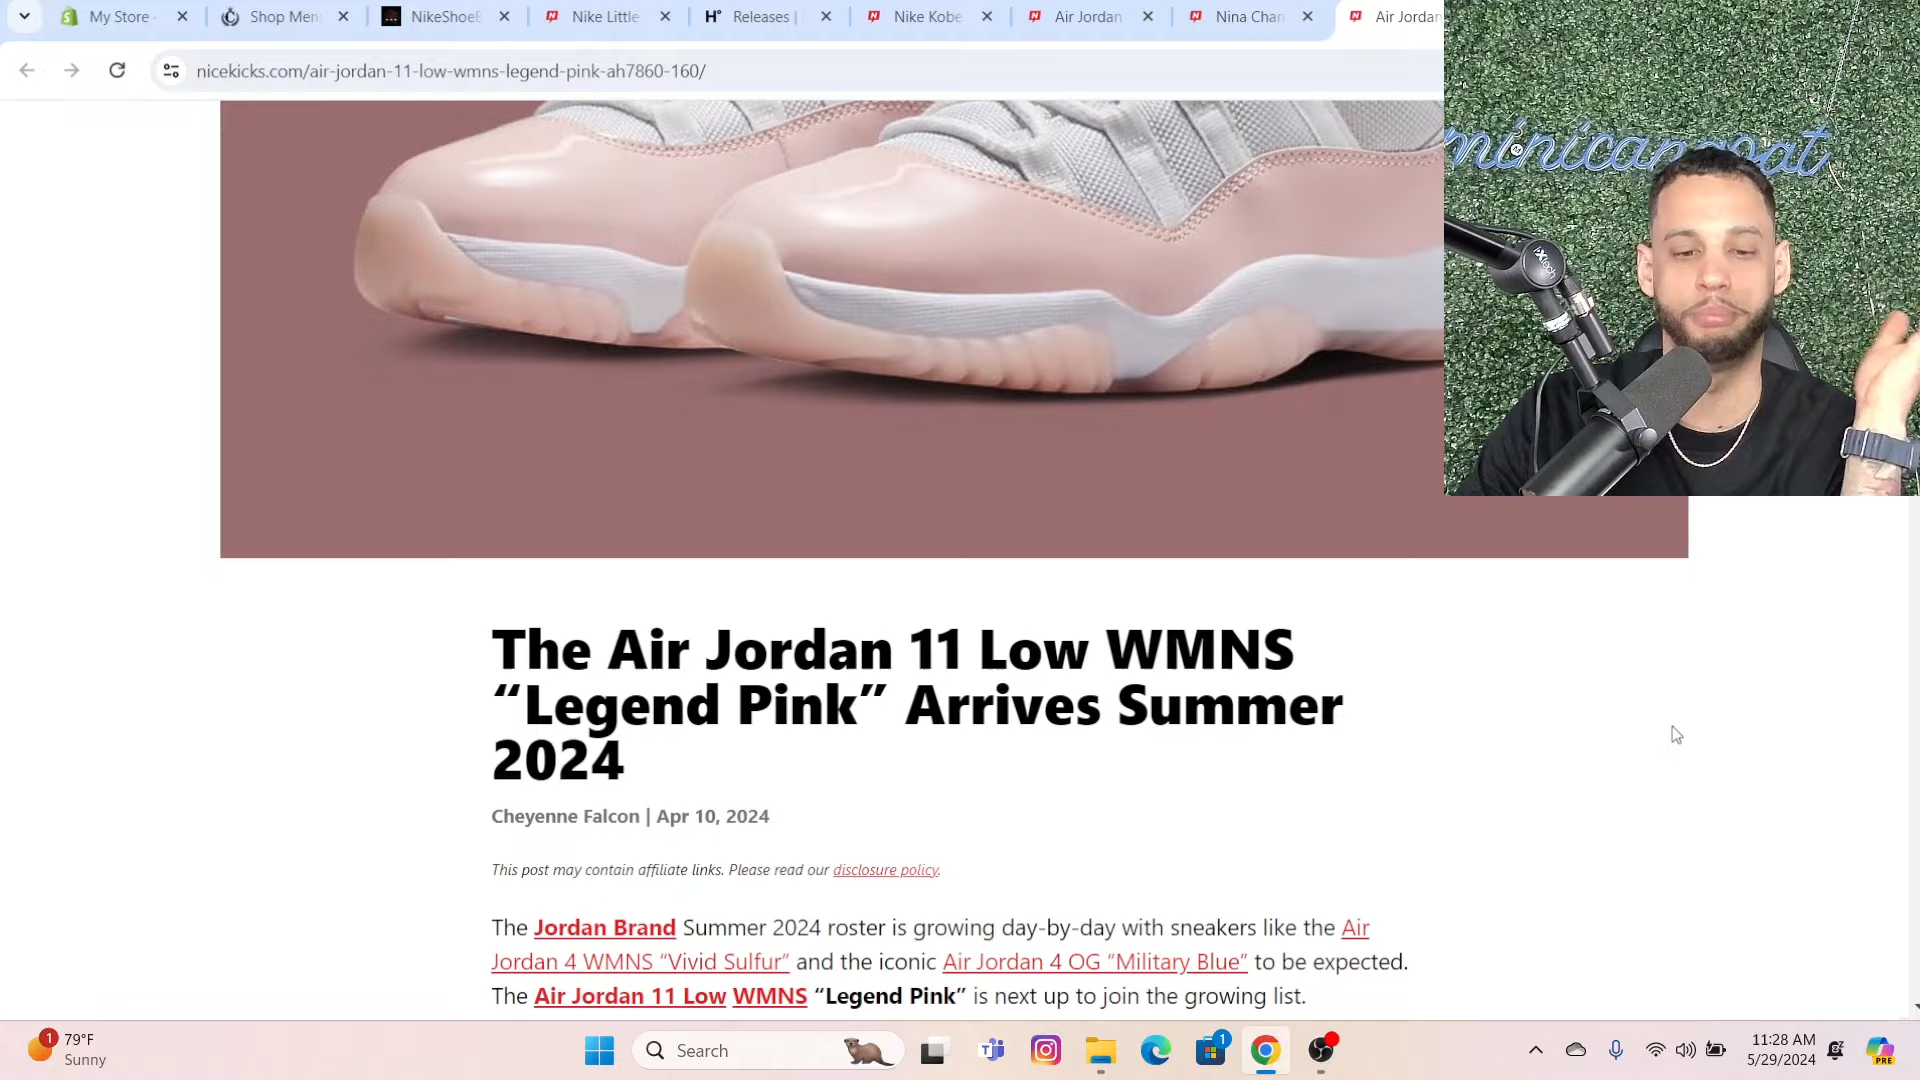 My Store
Shop Men
NikeShoeB
Nike Little
Releases |
Nike Kobe
Air Jordan
Nina Chan
Air Jordan
nicekicks.com/air-jordan-11-low-wmns-legend-pink-ah7860-160/
minicangoat
iXtech
The Air Jordan 11 Low WMNS
“Legend Pink” Arrives Summer
2024
Cheyenne Falcon | Apr 10, 2024
This post may contain affiliate links. Please read our disclosure policy.
The Jordan Brand Summer 2024 roster is growing day-by-day with sneakers like the Air
Jordan 4 WMNS “Vivid Sulfur” and the iconic Air Jordan 4 OG “Military Blue” to be expected.
The Air Jordan 11 Low WMNS “Legend Pink” is next up to join the growing list.
1
79°F
Sunny
Search
1
11:28 AM
5/29/2024
PRE